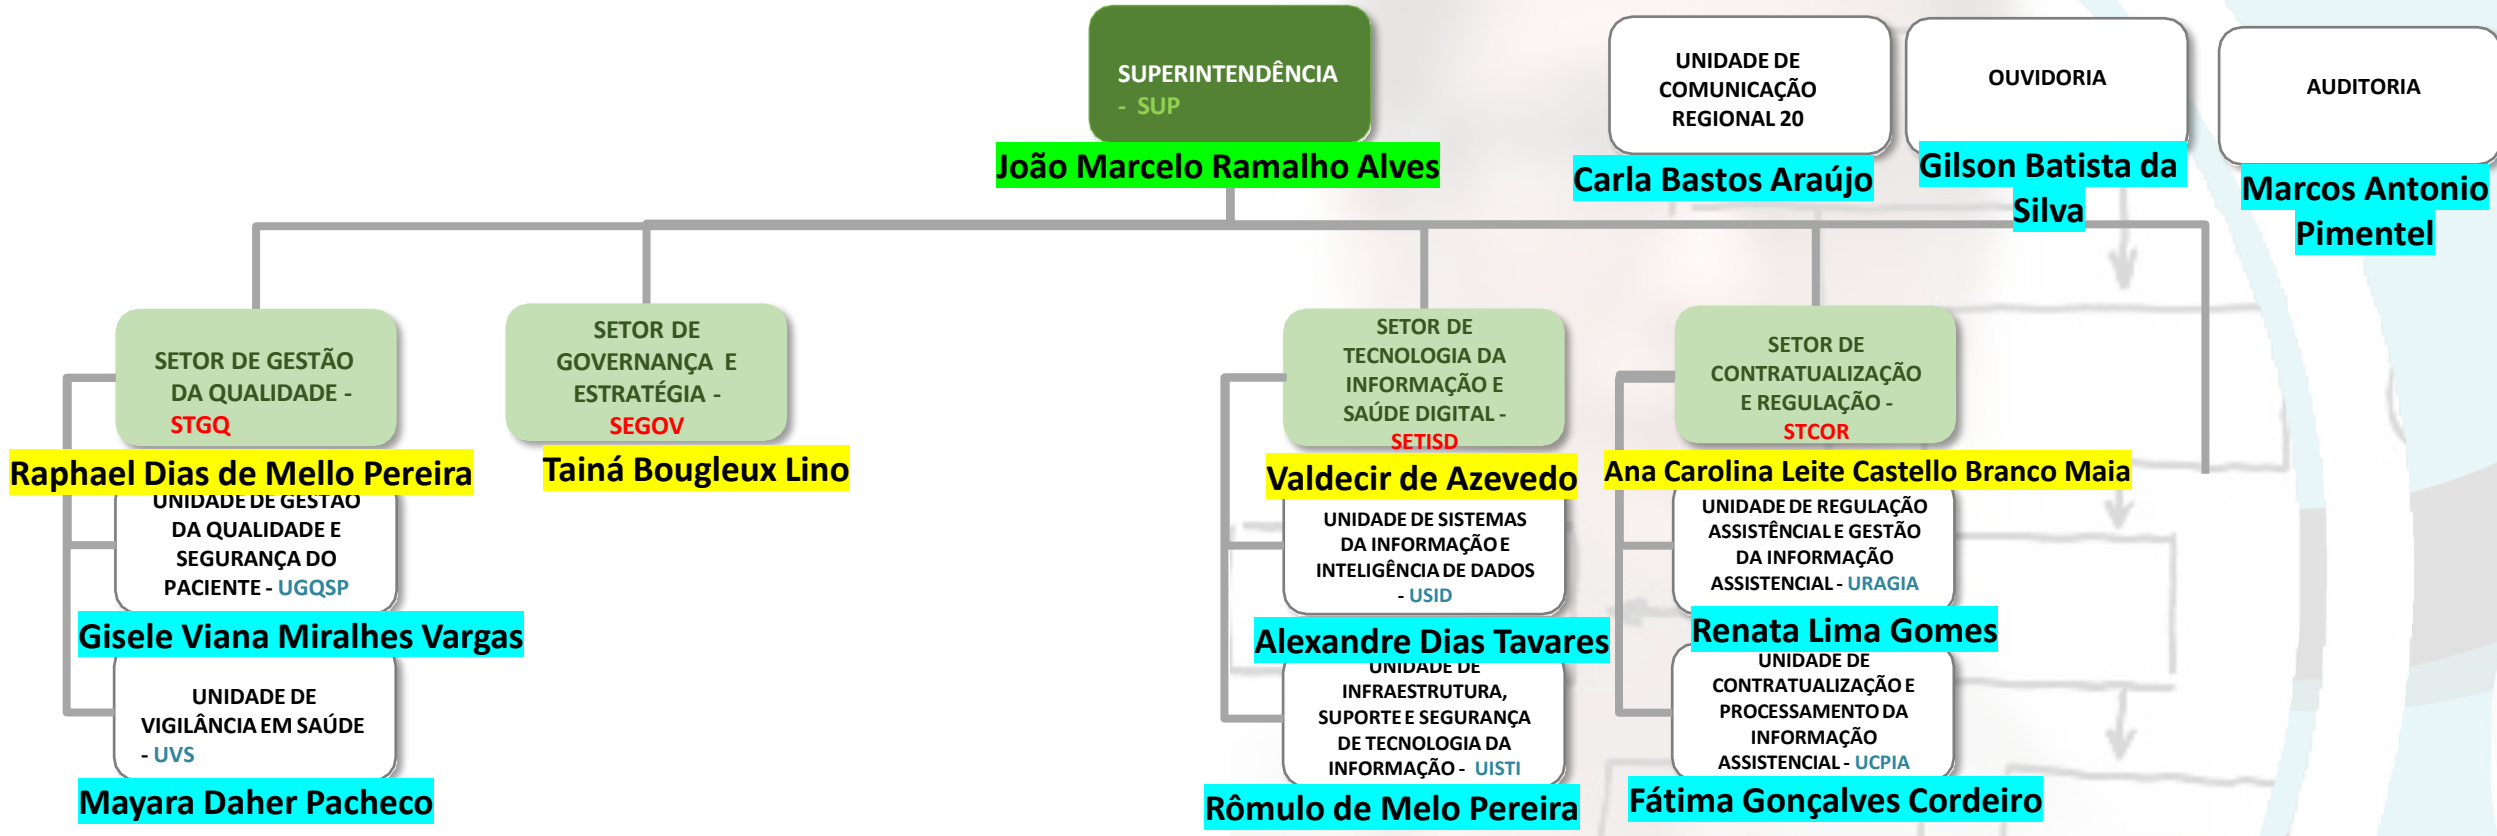 SUPERINTENDÊNCIA
- SUP
João Marcelo Ramalho Alves
UNIDADE DE
COMUNICAÇÃO
REGIONAL 20
Carla Bastos Araújo
OUVIDORIA
Gilson Batista da
Silva
AUDITORIA
Marcos Antonio
Pimentel
SETOR DE GESTÃO
DA QUALIDADE -
STGQ
Raphael Dias de Mello Pereira
UNIDADE DE GESTÃO
DA QUALIDADE E
SEGURANÇA DO
PACIENTE - UGQSP
Gisele Viana Miralhes Vargas
UNIDADE DE
VIGILÂNCIA EM SAÚDE
- UVS
Mayara Daher Pacheco
SETOR DE
GOVERNANÇA E
ESTRATÉGIA -
SEGOV
Tainá Bougleux Lino
SETOR DE
TECNOLOGIA DA
INFORMAÇÃO E
SAÚDE DIGITAL -
SETISD
Valdecir de Azevedo
UNIDADE DE SISTEMAS
DA INFORMAÇÃO E
INTELIGÊNCIA DE DADOS
- USID
Alexandre Dias Tavares
UNIDADE DE
INFRAESTRUTURA,
SUPORTE E SEGURANÇA
DE TECNOLOGIA DA
INFORMAÇÃO - UISTI
Rômulo de Melo Pereira
SETOR DE
CONTRATUALIZAÇÃO
E REGULAÇÃO -
STCOR
Ana Carolina Leite Castello Branco Maia
UNIDADE DE REGULAÇÃO
ASSISTÊNCIAL E GESTÃO
DA INFORMAÇÃO
ASSISTENCIAL - URAGIA
Renata Lima Gomes
UNIDADE DE
CONTRATUALIZAÇÃO E
PROCESSAMENTO DA
INFORMAÇÃO
ASSISTENCIAL - UCPIA
Fátima Gonçalves Cordeiro